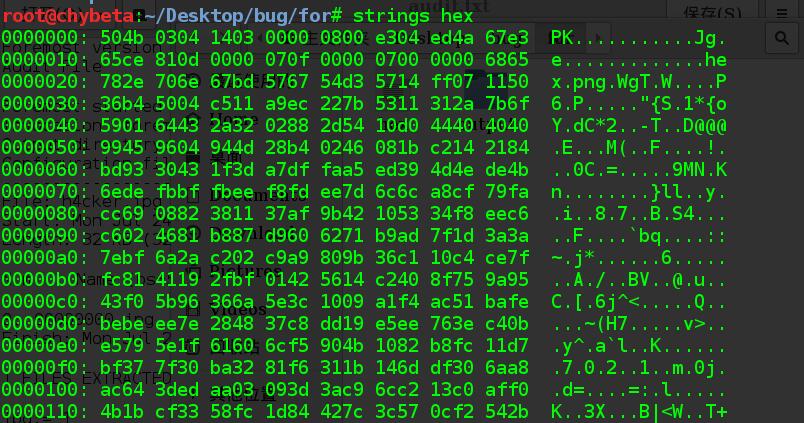 root@chybeta:~/Desktop/bug/for# strings hex
0000000: 504b 0304 1403 0000 0800 e304 ed4a 67e3  PK...........Jg.
0000010: 65ce 810d 0000 070f 0000 0700 0000 6865  e.............he
0000020: 782e 706e 67bd 5767 54d3 5714 ff07 1150  x.png.WgT.W....P
0000030: 36b4 5004 c511 a9ec 227b 5311 312a 7b6f  6.P....."{S.1*{o
0000040: 5901 6443 2a32 0288 2d54 10d0 4440 4040  Y.dC*2..-T..D@@@
0000050: 9945 9604 944d 28b4 0246 081b c214 2184  .E...M(..F....!.
0000060: bd93 3043 1f3d a7df faa5 ed39 4d4e de4b  ..0C.=.....9MN.K
0000070: 6ede fbbf fbee f8fd ee7d 6c6c a8cf 79fa  n........}ll..y.
0000080: cc69 0882 3811 37af 9b42 1053 34f8 eec6  .i..8.7..B.S4...
0000090: c602 4681 b887 d960 6271 b9ad 7f1d 3a3a  ..F....`bq....::
00000a0: 7ebf 6a2a c202 c9a9 809b 36c1 10c4 ce7f  ~.j*......6.....
00000b0: fc81 4119 2fbf 0142 5614 c240 8f75 9a95  ..A./..BV..@.u..
00000c0: 43f0 5b96 366a 5e3c 1009 a1f4 ac51 bafe  C.[.6j^<.....Q..
00000d0: bebe ce7e 2848 37c8 dd19 e5ee 763e c40b  ...~(H7.....v>..
00000e0: e579 5e1f 6160 6cf5 904b 1082 b8fc 11d7  .y^.a`l..K......
00000f0: bf37 7f30 ba32 81f6 311b 146d df30 6aa8  .7.0.2..1..m.0j.
0000100: ac64 3ded aa03 093d 3ac9 6cc2 13c0 aff0  .d=....=:.l.....
0000110: 4b1b cf33 58fc 1d84 427c 3c57 0cf2 542b  K..3X...B|<W..T+